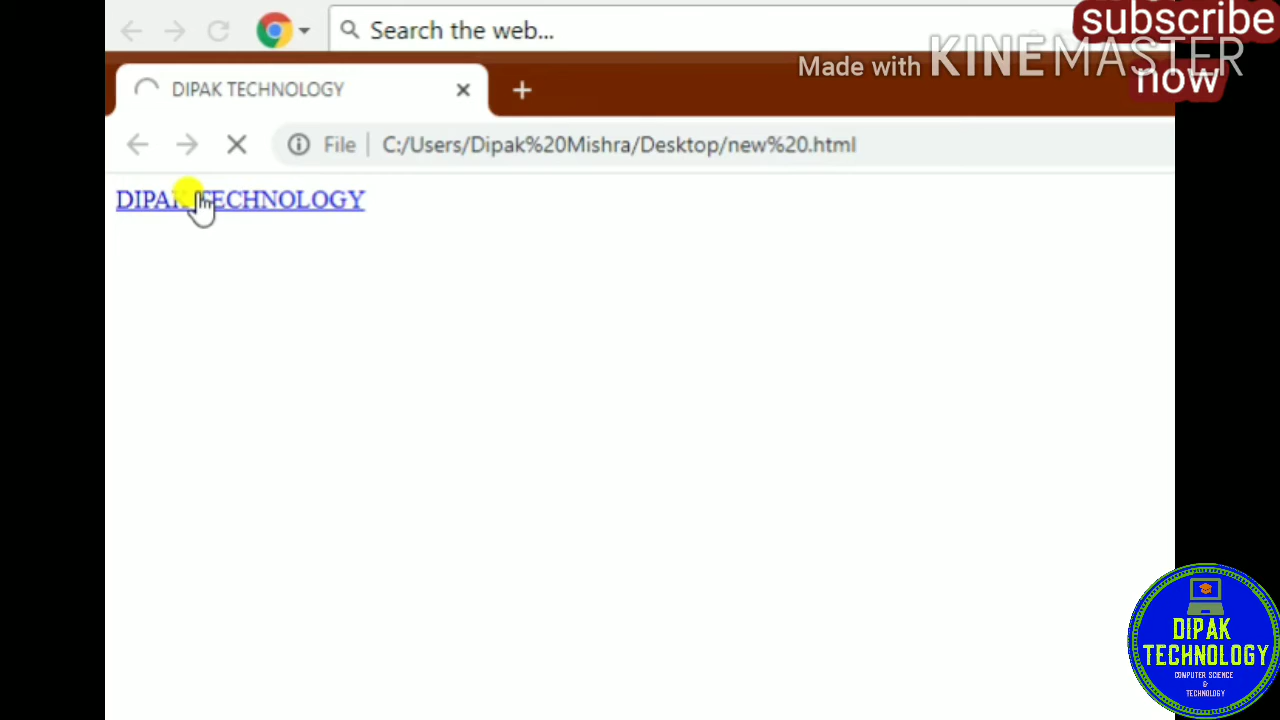 Search the web...
subscribe
now
Made with KINEMASTER
DIPAK TECHNOLOGY
File C:/Users/Dipak%20Mishra/Desktop/new%20.html
DIPAK TECHNOLOGY
DIPAK
TECHNOLOGY
COMPUTER SCIENCE
&
TECHNOLOGY